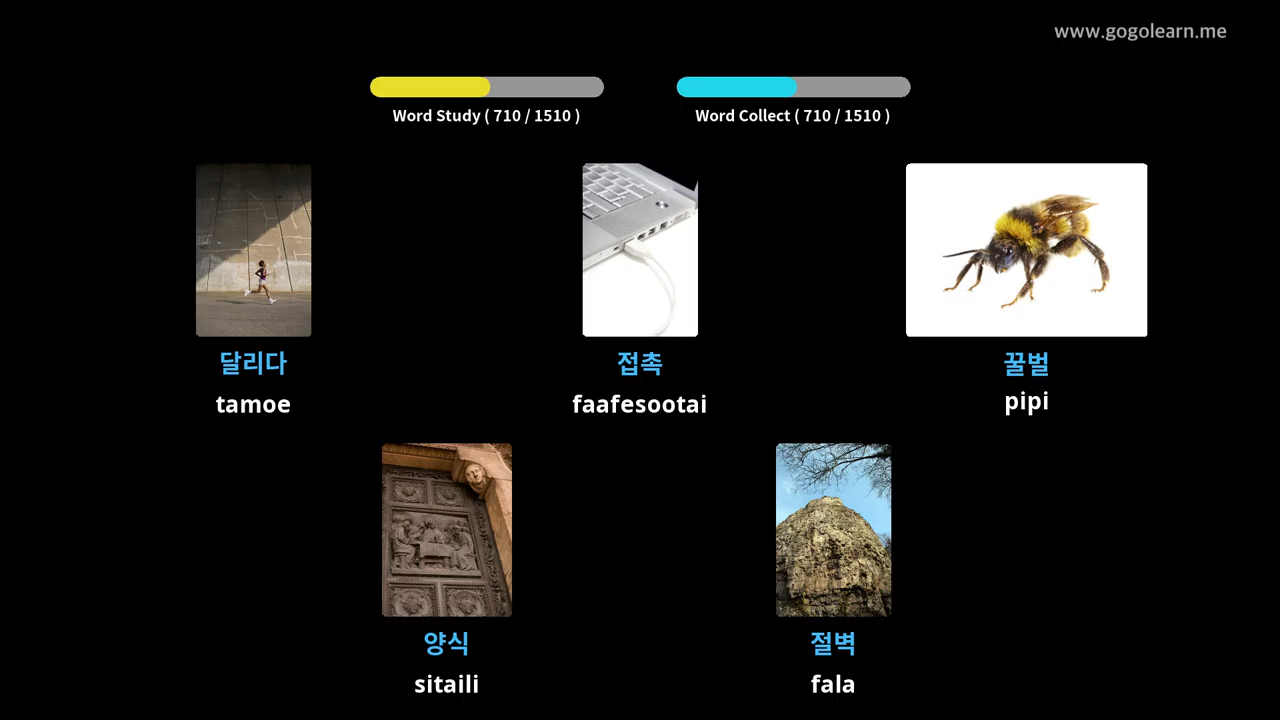 www.gogolearn.me
Word Study ( 710 / 1510 )
Word Collect ( 710 / 1510 )
달리다
tamoe
접촉
faafesootai
꿀벌
pipi
양식
sitaili
절벽
fala